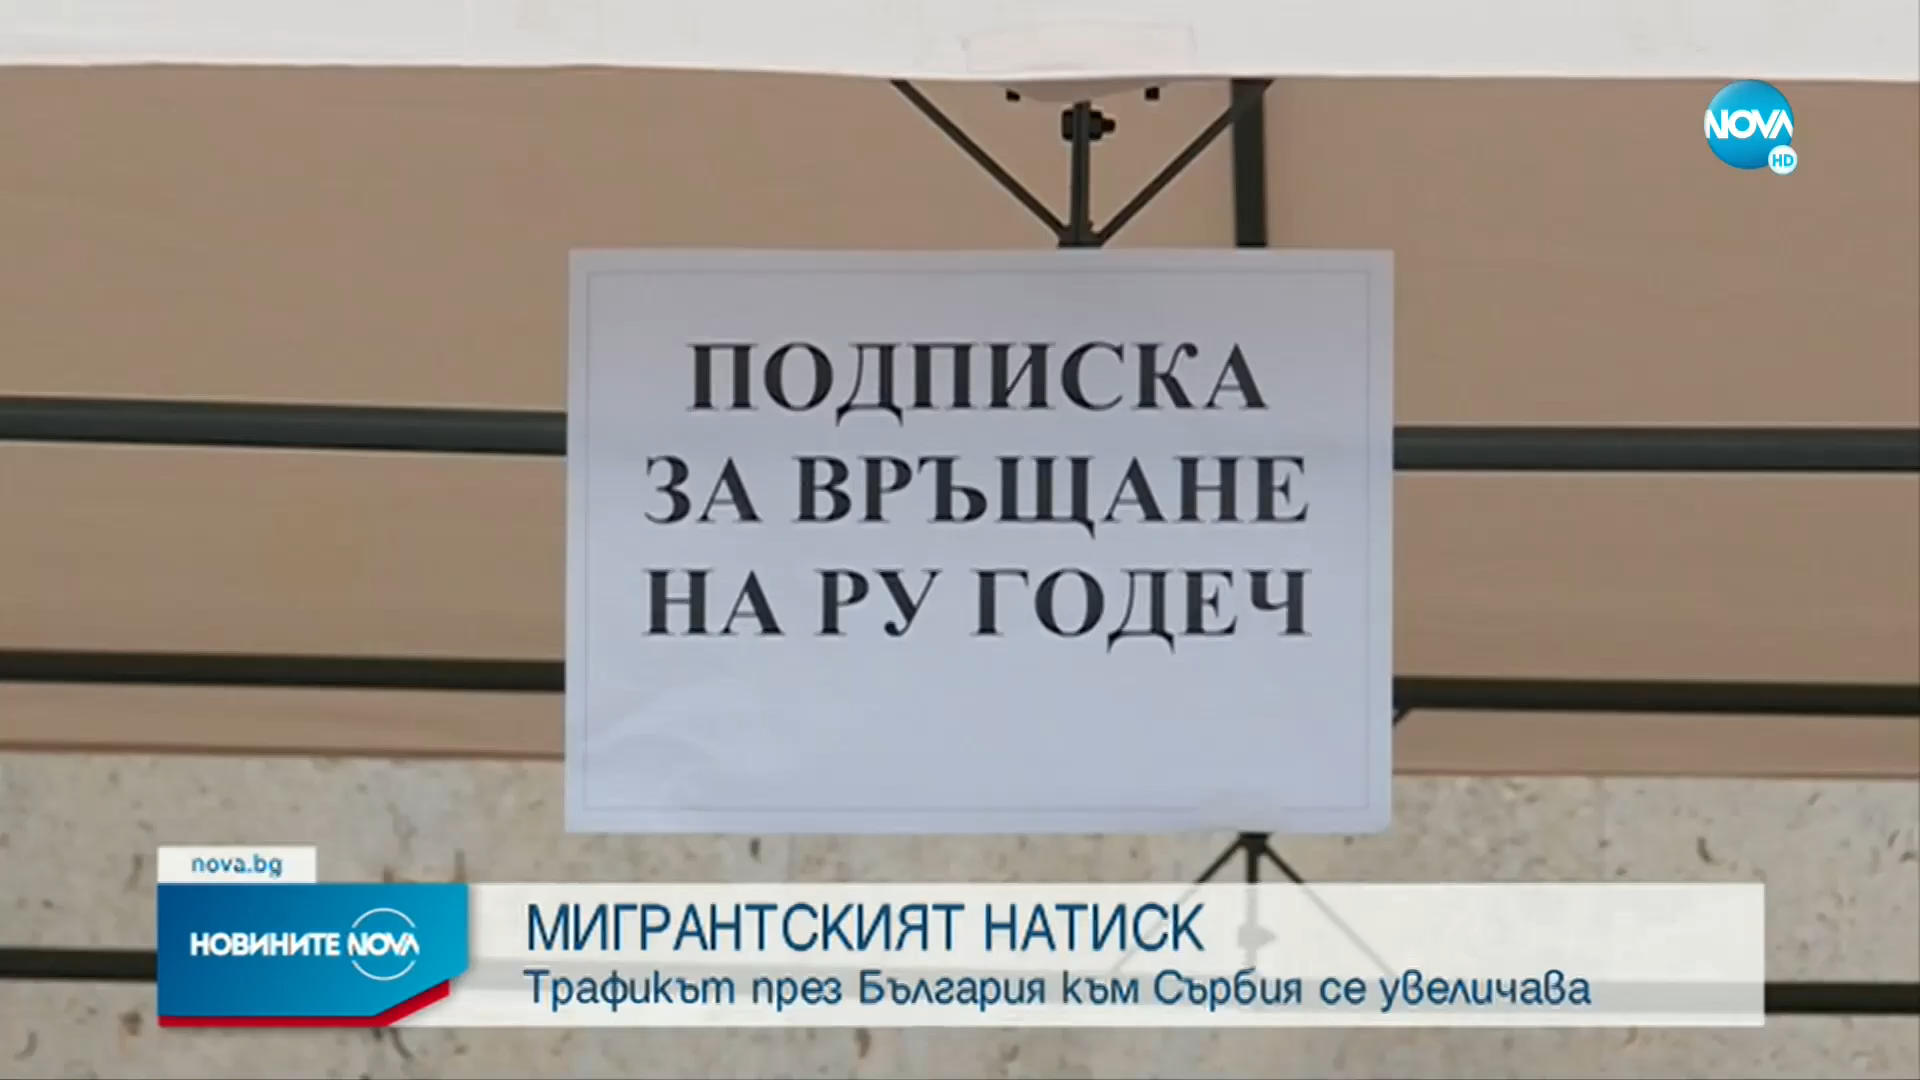 NOVA
HD
ПОДПИСКА
ЗА ВРЪЩАНЕ
НА РУ ГОДЕЧ
nova.bg
НОВИНИТЕ NOVA
МИГРАНТСКИЯТ НАТИСК
Трафикът през България към Сърбия се увеличава